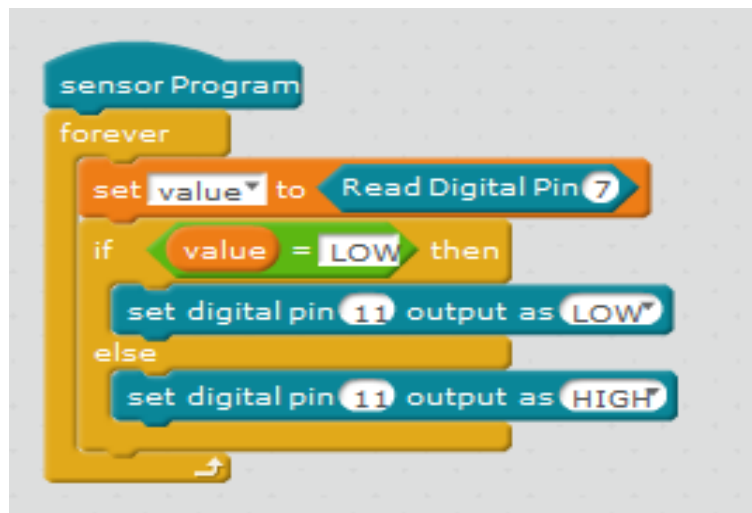 sensor Program
forever
set value to Read Digital Pin 7
if value = LOW then
set digital pin 11 output as LOW
else
set digital pin 11 output as HIGH